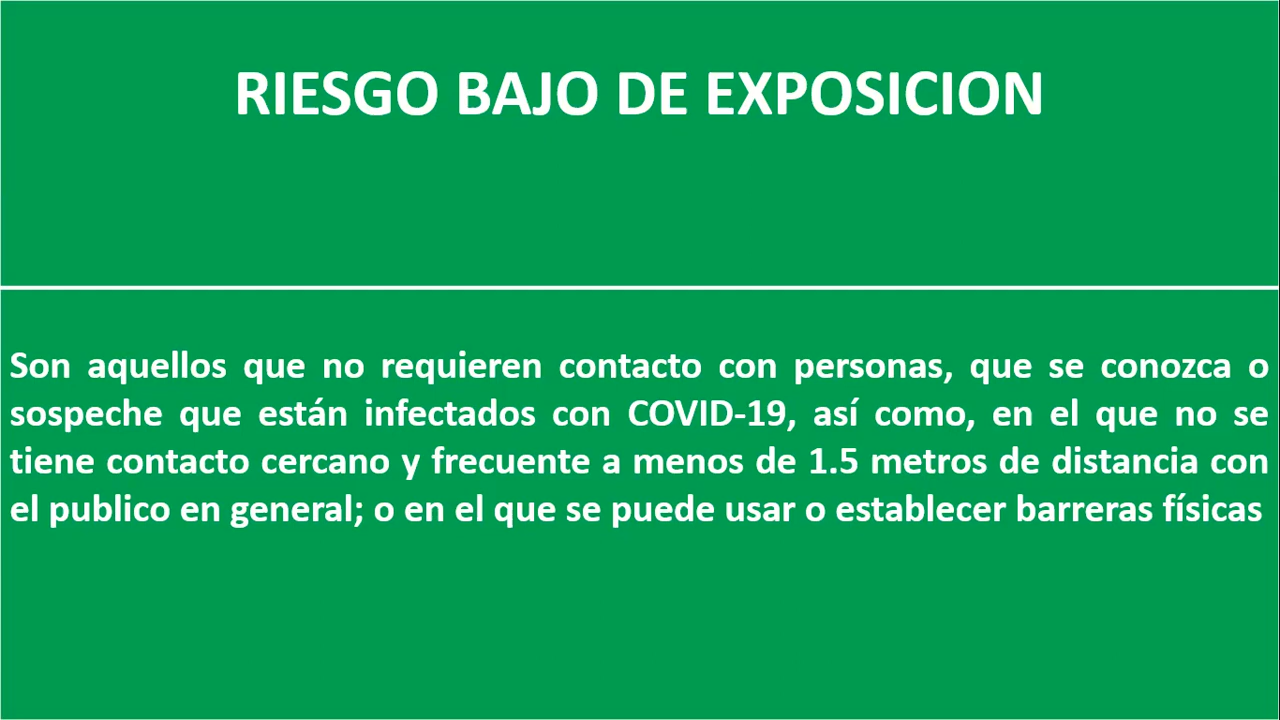 RIESGO BAJO DE EXPOSICION
Son aquellos que no requieren contacto con personas, que se conozca o
sospeche que están infectados con COVID-19, así como, en el que no se
tiene contacto cercano y frecuente a menos de 1.5 metros de distancia con
el publico en general; o en el que se puede usar o establecer barreras físicas